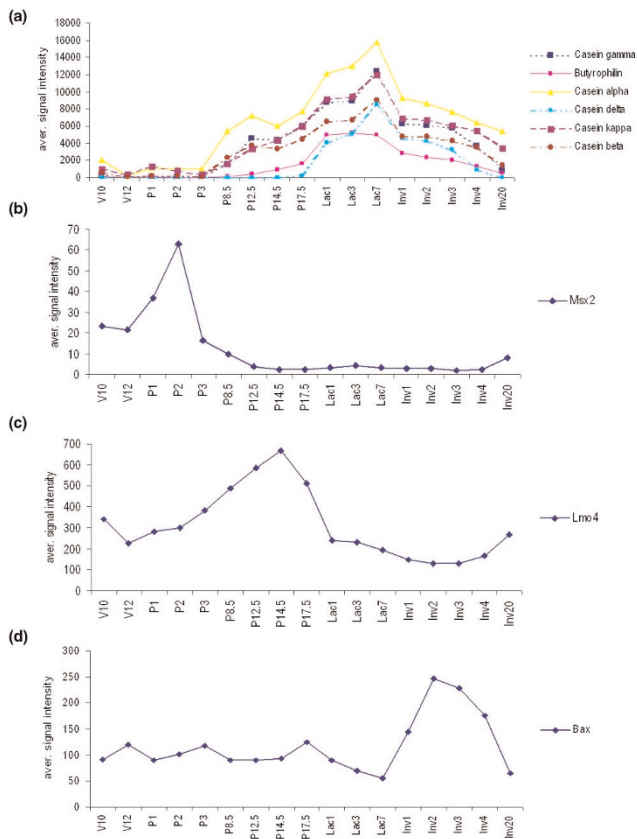 (a)
aver. signal intensity
18000
16000
14000
12000
10000
8000
6000
4000
2000
0
V10 V12 P1 P2 P3 P8.5 P12.5 P14.5 P17.5 Lac1 Lac3 Lac7 Inv1 Inv2 Inv3 Inv4 Inv20
Casein gamma
Butyrophilin
Casein alpha
Casein delta
Casein kappa
Casein beta
(b)
aver. signal intensity
70
60
50
40
30
20
10
0
V10 V12 P1 P2 P3 P8.5 P12.5 P14.5 P17.5 Lac1 Lac3 Lac7 Inv1 Inv2 Inv3 Inv4 Inv20
Msx2
(c)
aver. signal intensity
700
600
500
400
300
200
100
0
V10 V12 P1 P2 P3 P8.5 P12.5 P14.5 P17.5 Lac1 Lac3 Lac7 Inv1 Inv2 Inv3 Inv4 Inv20
Lmo4
(d)
aver. signal intensity
300
250
200
150
100
50
0
V10 V12 P1 P2 P3 P8.5 P12.5 P14.5 P17.5 Lac1 Lac3 Lac7 Inv1 Inv2 Inv3 Inv4 Inv20
Bax